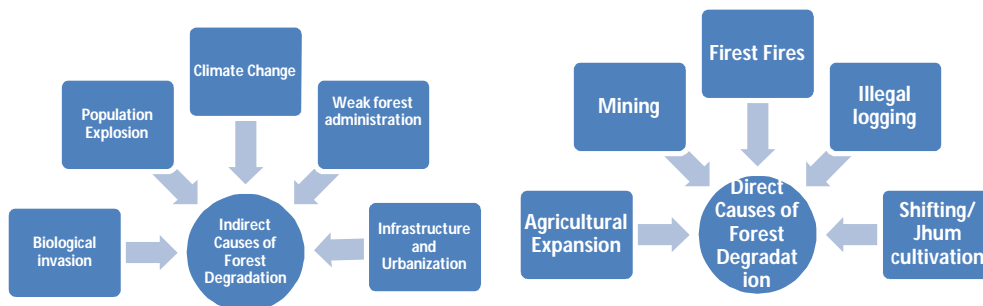 Climate Change
Population
Explosion
Weak forest
administration
Biological
invasion
Indirect
Causes of
Forest
Degradation
Infrastructure
and
Urbanization
Firest Fires
Mining
Illegal
logging
Agricultural
Expansion
Direct
Causes of
Forest
Degradat
ion
Shifting/
Jhum
cultivation